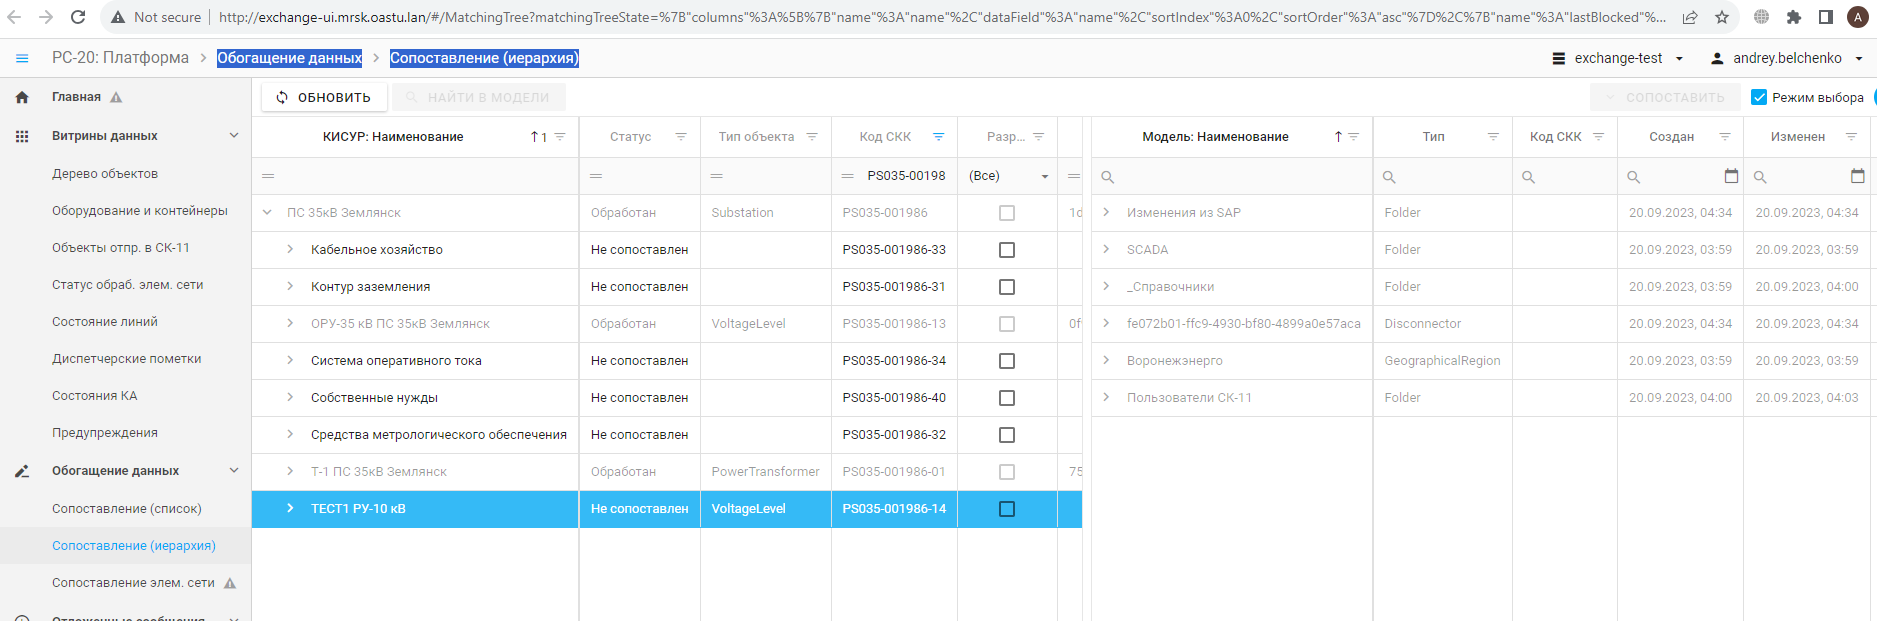 Not secure | http://exchange-ui.mrsk.oastu.lan/#/MatchingTree?matchingTreeState=%7B"columns"%3A%5B%7B"name"%3A"name"%2C"dataField"%3A"name"%2C"sortIndex"%3A0%2C"sortOrder"%3A"asc"%7D%2C%7B"name"%3A"lastBlocked"%... A
РС-20: Платформа > Обогащение данных > Сопоставление (иерархия) exchange-test andrey.belchenko
Главная
Витрины данных
Дерево объектов
Оборудование и контейнеры
Объекты отпр. в СК-11
Статус обраб. элем. сети
Состояние линий
Диспетчерские пометки
Состояния КА
Предупреждения
Обогащение данных
Сопоставление (список)
Сопоставление (иерархия)
Сопоставление элем. сети
Отложенные сообщения
ОБНОВИТЬ НАЙТИ В МОДЕЛИ СОПОСТАВИТЬ Режим выбора
КИСУР: Наименование 1 Статус Тип объекта Код СКК Разр...
PS035-00198 (Все)
ПС 35кВ Землянск Обработан Substation PS035-001986 1d
Кабельное хозяйство Не сопоставлен PS035-001986-33
Контур заземления Не сопоставлен PS035-001986-31
ОРУ-35 кВ ПС 35кВ Землянск Обработан VoltageLevel PS035-001986-13 0f
Система оперативного тока Не сопоставлен PS035-001986-34
Собственные нужды Не сопоставлен PS035-001986-40
Средства метрологического обеспечения Не сопоставлен PS035-001986-32
Т-1 ПС 35кВ Землянск Обработан PowerTransformer PS035-001986-01 75
ТЕСТ1 РУ-10 кВ Не сопоставлен VoltageLevel PS035-001986-14
Модель: Наименование Тип Код СКК Создан Изменен
Изменения из SAP Folder 20.09.2023, 04:34 20.09.2023, 04:34
SCADA Folder 20.09.2023, 03:59 20.09.2023, 03:59
_Справочники Folder 20.09.2023, 03:59 20.09.2023, 04:00
fe072b01-ffc9-4930-bf80-4899a0e57aca Disconnector 20.09.2023, 04:34 20.09.2023, 04:34
Воронежэнерго GeographicalRegion 20.09.2023, 03:59 20.09.2023, 03:59
Пользователи СК-11 Folder 20.09.2023, 04:00 20.09.2023, 04:03